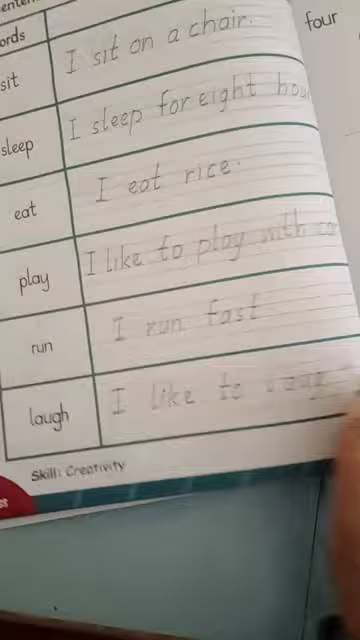 ords
sit I sit on a chair.
sleep I sleep for eight
eat I eat rice.
play I like to play with
run I run fast
laugh I like to
Skill: Creativity
four